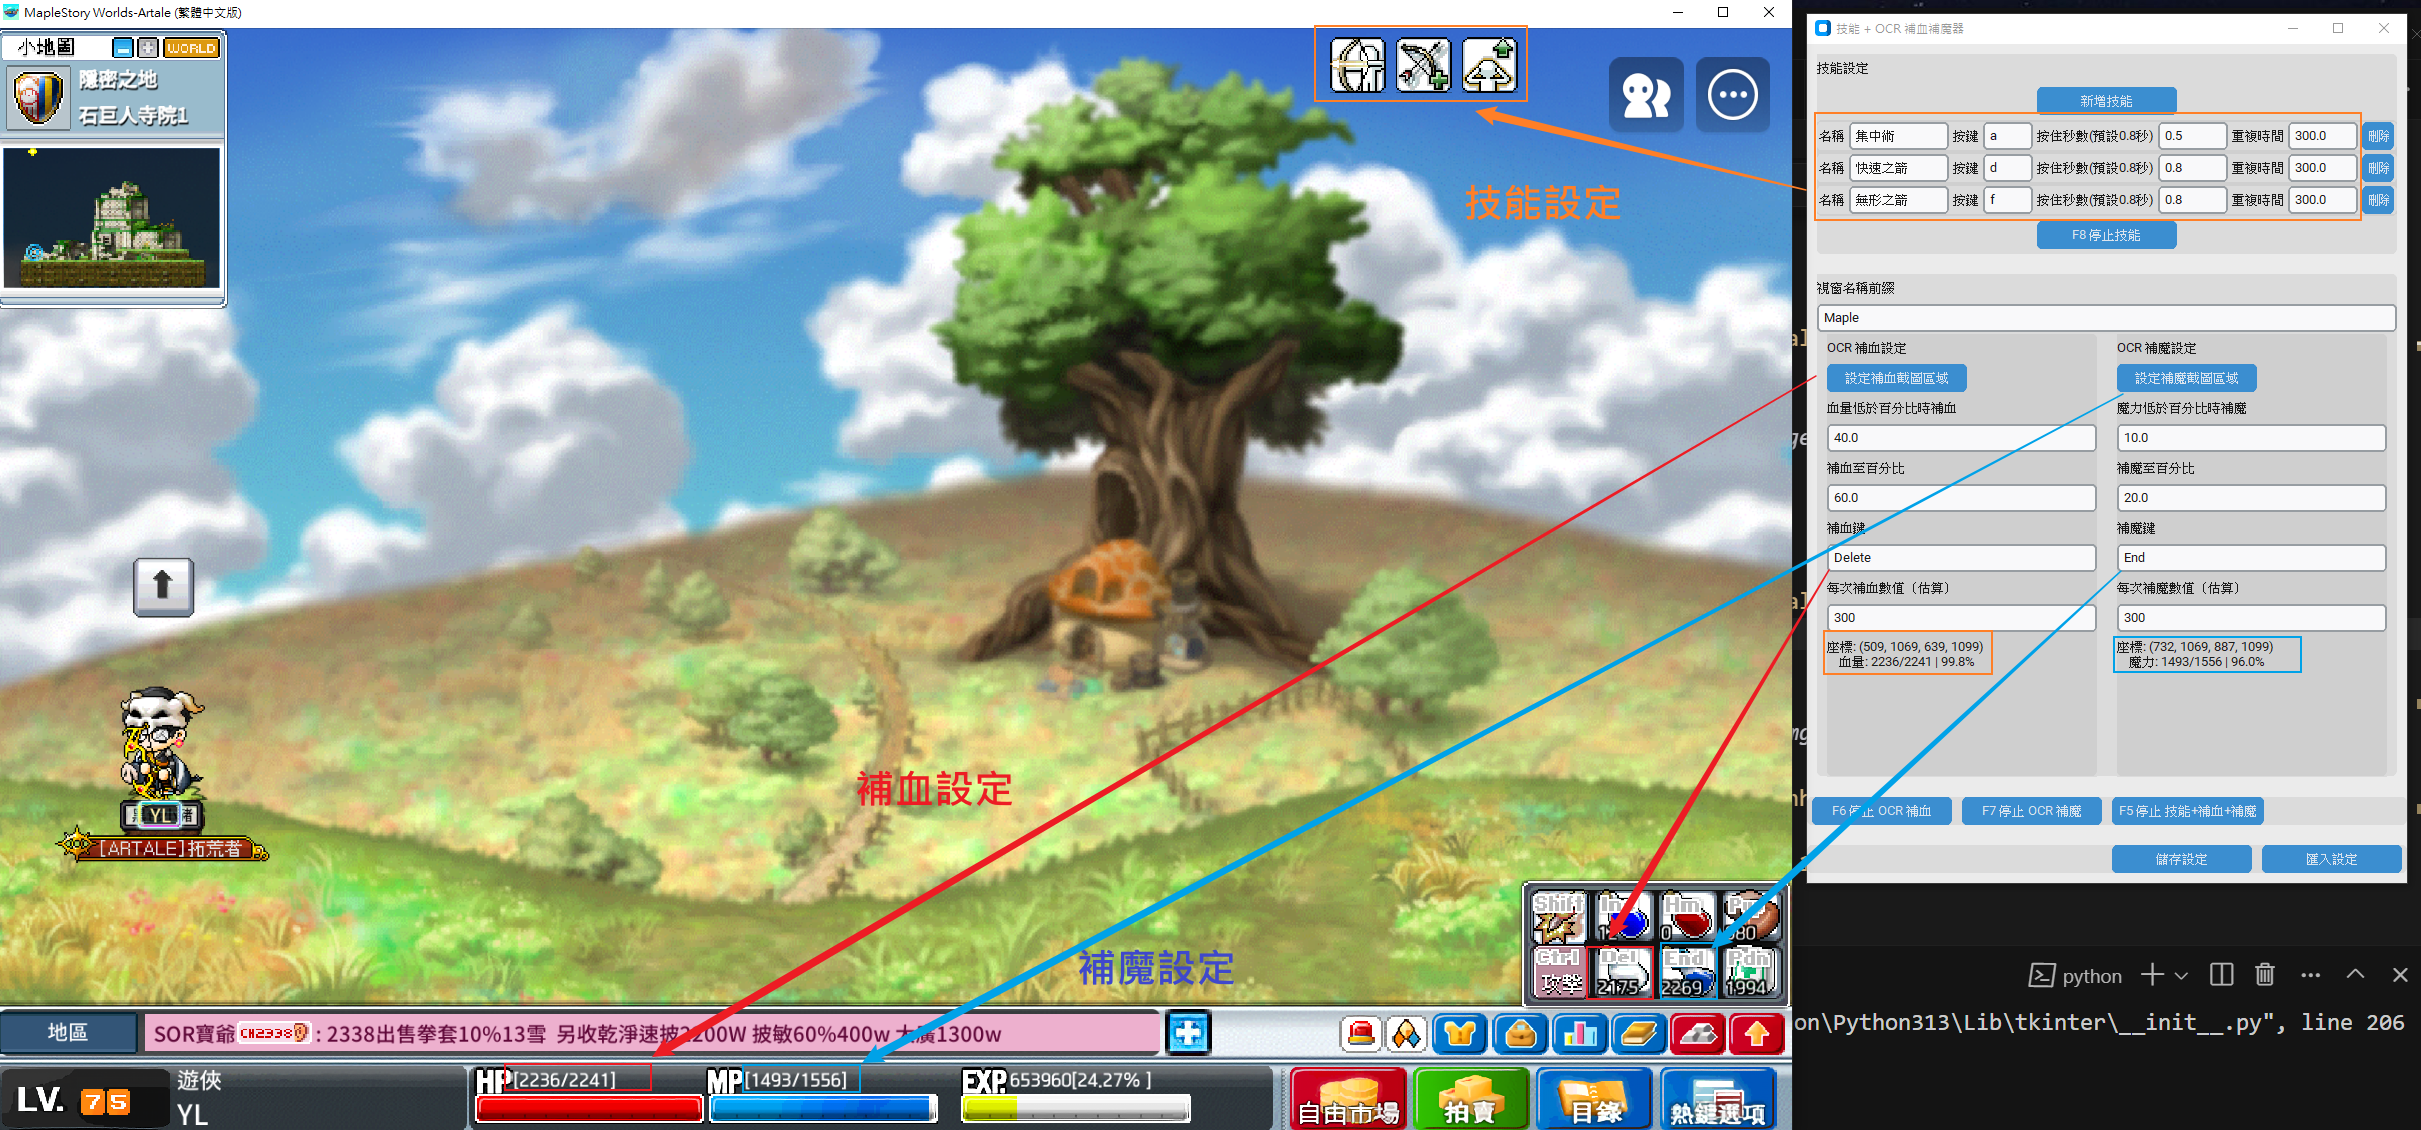 MapleStory Worlds-Artale (繁體中文版)
小地圖
WORLD
隱密之地
石巨人寺院1
技能設定
補血設定
補魔設定
YL
[ARTALE]拓荒者
Shift
In
Hm
Pup
0
Ctrl
攻擊
Del
2175
End
2269
Pdn
1994
地區
SOR寶爺 CH2338 : 2338出售拳套10%13雪 另收乾淨速披2200W 披敏60%400w 大廣1300w
LV. 75
遊俠
YL
HP[2236/2241]
MP[1493/1556]
EXP.653960[24.27% ]
自由市場
拍賣
目錄
熱鍵選項
技能 + OCR 補血補魔器
技能設定
新增技能
名稱 集中術 按鍵 a 按住秒數(預設0.8秒) 0.5 重複時間 300.0 刪除
名稱 快速之箭 按鍵 d 按住秒數(預設0.8秒) 0.8 重複時間 300.0 刪除
名稱 無形之箭 按鍵 f 按住秒數(預設0.8秒) 0.8 重複時間 300.0 刪除
F8 停止技能
視窗名稱前綴
Maple
OCR 補血設定
設定補血截圖區域
血量低於百分比時補血
40.0
補血至百分比
60.0
補血鍵
Delete
每次補血數值（估算）
300
座標: (509, 1069, 639, 1099)
血量: 2236/2241 | 99.8%
OCR 補魔設定
設定補魔截圖區域
魔力低於百分比時補魔
10.0
補魔至百分比
20.0
補魔鍵
End
每次補魔數值（估算）
300
座標: (732, 1069, 887, 1099)
魔力: 1493/1556 | 96.0%
F6 停止 OCR 補血
F7 停止 OCR 補魔
F5 停止 技能+補血+補魔
儲存設定
匯入設定
python
on\Python313\Lib\tkinter\__init__.py", line 206